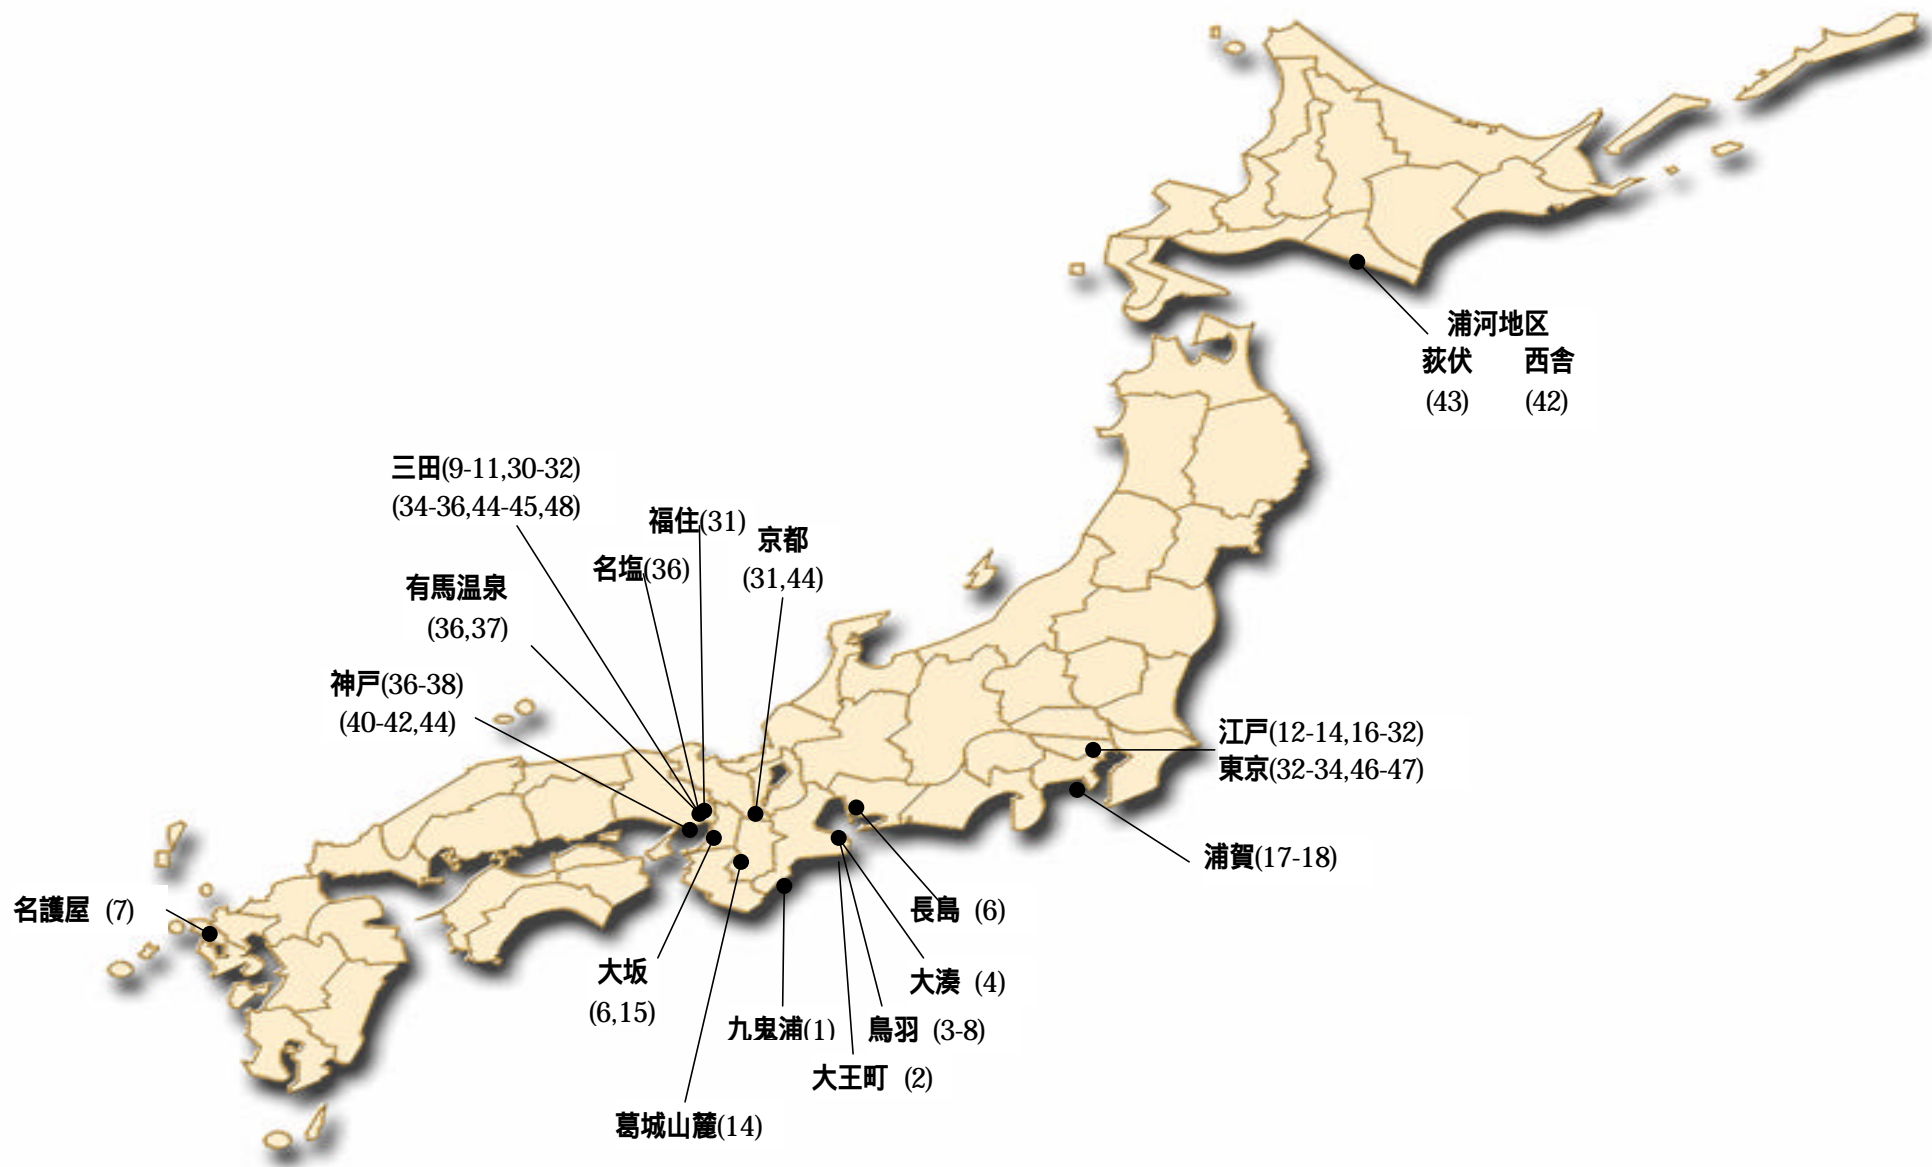 浦河地区
荻伏 西舎
(43) (42)
三田(9-11,30-32)
(34-36,44-45,48)
福住(31)
京都
(31,44)
名塩(36)
有馬温泉
(36,37)
神戸(36-38)
(40-42,44)
江戸(12-14,16-32)
東京(32-34,46-47)
浦賀(17-18)
名護屋 (7)
長島 (6)
大坂
(6,15)
大湊 (4)
九鬼浦(1)
鳥羽 (3-8)
大王町 (2)
葛城山麓(14)